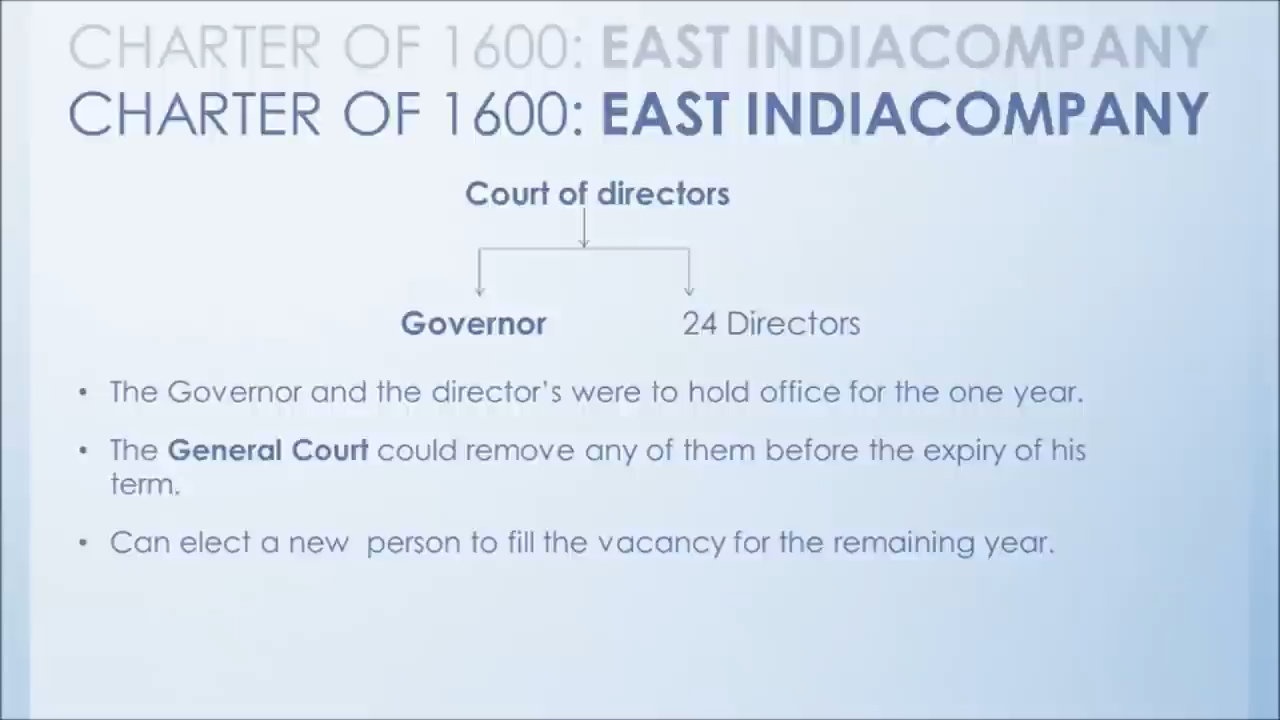 CHARTER OF 1600: EAST INDIACOMPANY
CHARTER OF 1600: EAST INDIACOMPANY
Court of directors
Governor
24 Directors
• The Governor and the director’s were to hold office for the one year.
• The General Court could remove any of them before the expiry of his
term.
• Can elect a new  person to fill the vacancy for the remaining year.